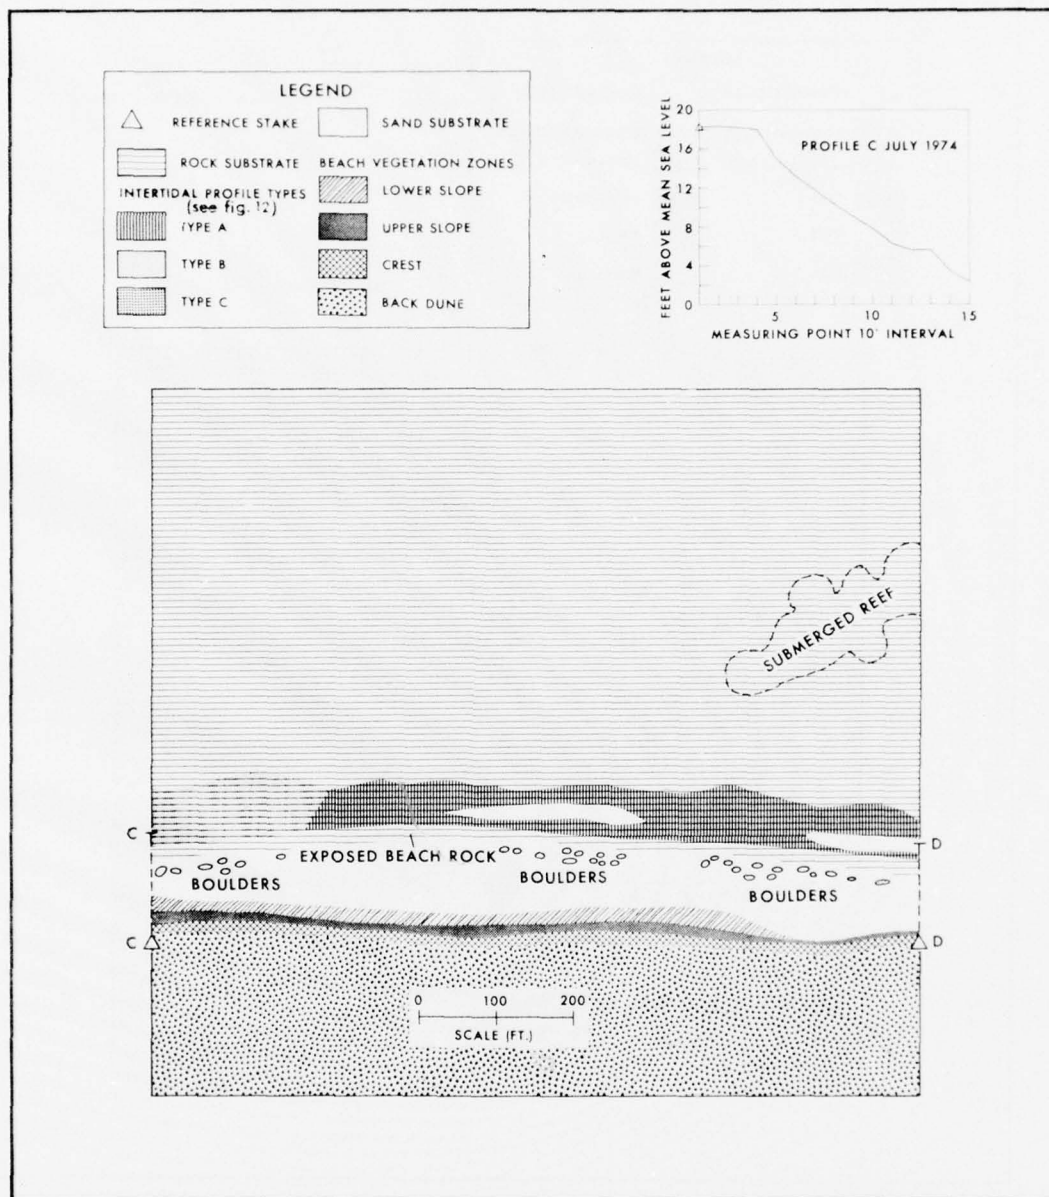 LEGEND
REFERENCE STAKE
SAND SUBSTRATE
ROCK SUBSTRATE
BEACH VEGETATION ZONES
INTERTIDAL PROFILE TYPES
(see fig. 12)
LOWER SLOPE
TYPE A
UPPER SLOPE
TYPE B
CREST
TYPE C
BACK DUNE
FEET ABOVE MEAN SEA LEVEL
20
16
12
8
4
0
PROFILE C JULY 1974
5 10 15
MEASURING POINT 10' INTERVAL
SUBMERGED REEF
C
D
EXPOSED BEACH ROCK
BOULDERS
BOULDERS
BOULDERS
C
D
0 100 200
SCALE (FT.)